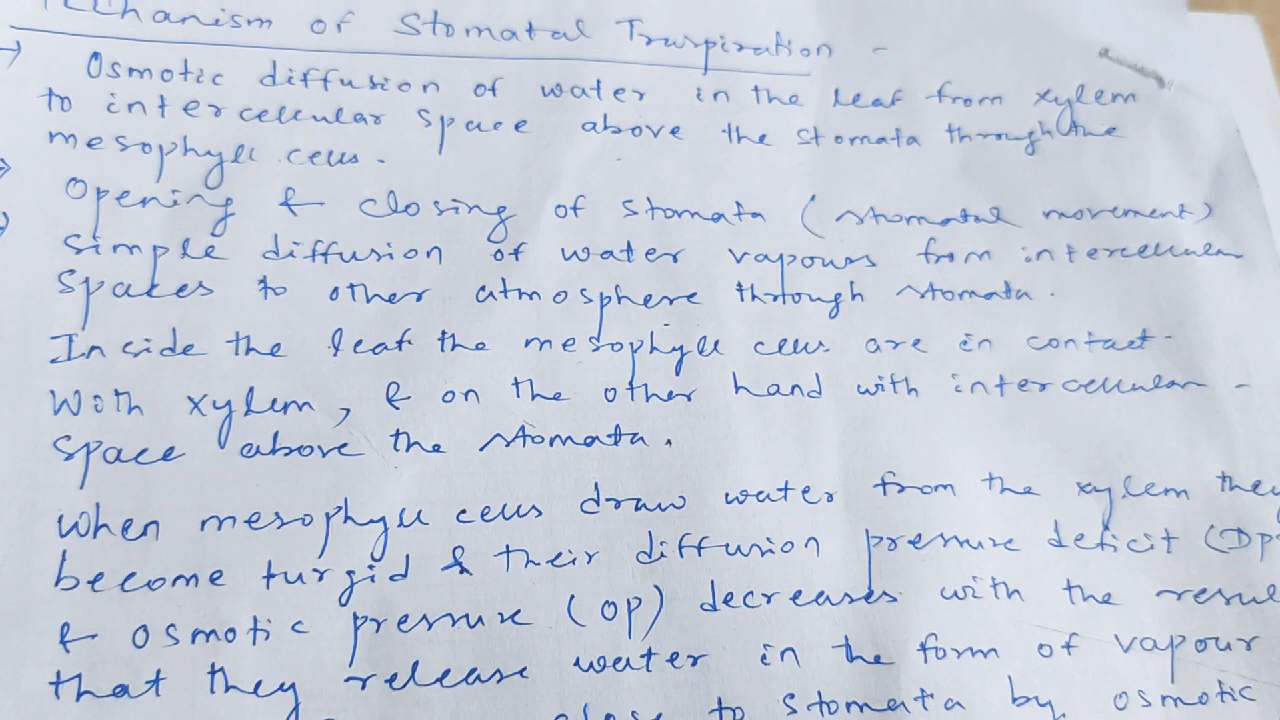 chanism of Stomatal Transpiration -
→ Osmotic diffusion of water in the leaf from xylem
to intercellular space above the stomata through the
mesophyll cells.
Opening & closing of stomata (stomatal movement)
Simple diffusion of water vapours from intercellular
spaces to other atmosphere through stomata.
Inside the leaf the mesophyll cells are in contact-
With xylem, & on the other hand with intercellular -
space above the stomata.
When mesophyll cells draw water from the xylem they
become turgid & their diffusion pressure deficit (DP
& osmotic pressure (OP) decreases with the resul
that they release water in the form of vapour
close to stomata by osmotic